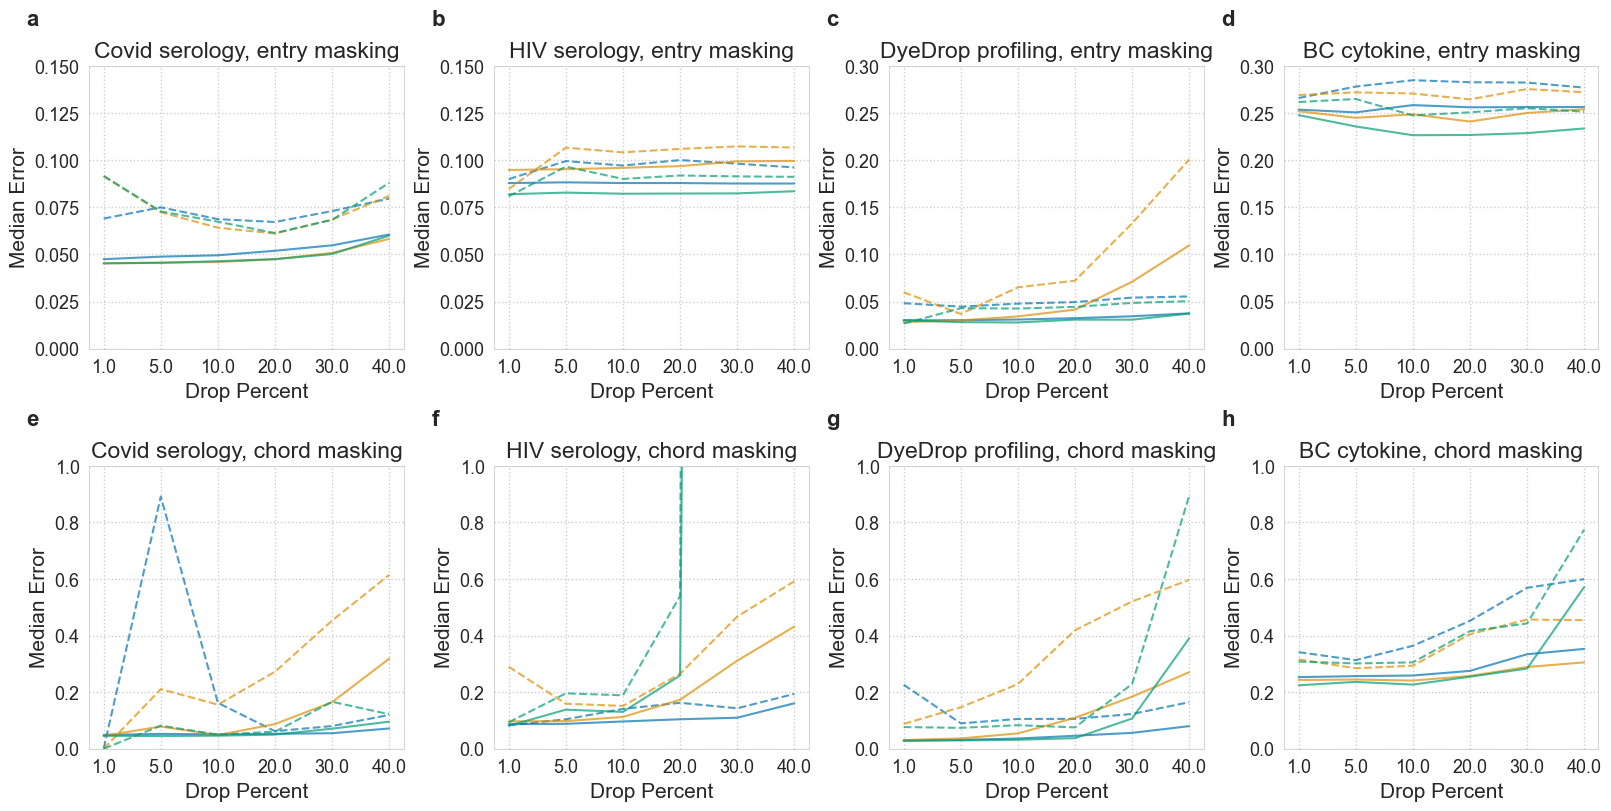 a
Covid serology, entry masking
0.150
0.125
0.100
0.075
0.050
0.025
0.000
Median Error
1.0 5.0 10.0 20.0 30.0 40.0
Drop Percent
b
HIV serology, entry masking
0.150
0.125
0.100
0.075
0.050
0.025
0.000
Median Error
1.0 5.0 10.0 20.0 30.0 40.0
Drop Percent
c
DyeDrop profiling, entry masking
0.30
0.25
0.20
0.15
0.10
0.05
0.00
Median Error
1.0 5.0 10.0 20.0 30.0 40.0
Drop Percent
d
BC cytokine, entry masking
0.30
0.25
0.20
0.15
0.10
0.05
0.00
Median Error
1.0 5.0 10.0 20.0 30.0 40.0
Drop Percent
e
Covid serology, chord masking
1.0
0.8
0.6
0.4
0.2
0.0
Median Error
1.0 5.0 10.0 20.0 30.0 40.0
Drop Percent
f
HIV serology, chord masking
1.0
0.8
0.6
0.4
0.2
0.0
Median Error
1.0 5.0 10.0 20.0 30.0 40.0
Drop Percent
g
DyeDrop profiling, chord masking
1.0
0.8
0.6
0.4
0.2
0.0
Median Error
1.0 5.0 10.0 20.0 30.0 40.0
Drop Percent
h
BC cytokine, chord masking
1.0
0.8
0.6
0.4
0.2
0.0
Median Error
1.0 5.0 10.0 20.0 30.0 40.0
Drop Percent